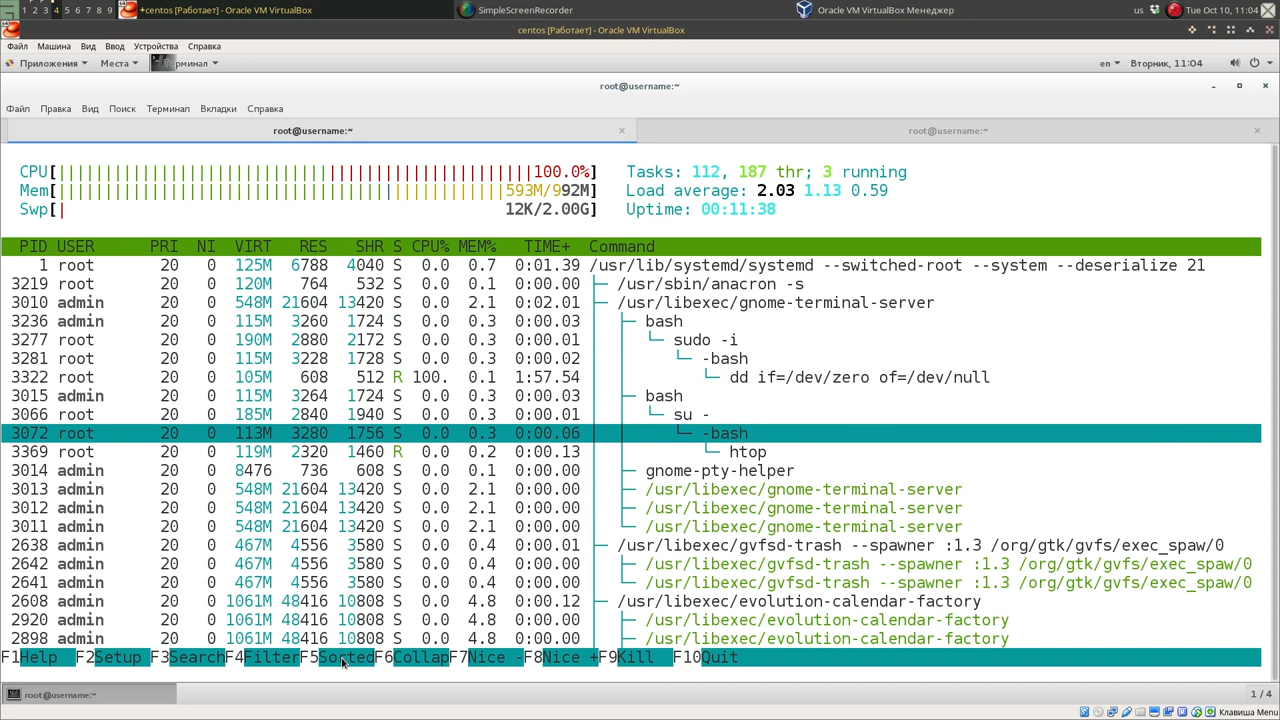 1 2 3 4 5 6 7 8 9 +centos [Работает] - Oracle VM VirtualBox SimpleScreenRecorder Oracle VM VirtualBox Менеджер us Tue Oct 10, 11:04
centos [Работает] - Oracle VM VirtualBox
Файл Машина Вид Ввод Устройства Справка
Приложения Места Терминал en Вторник, 11:04
root@username:~
Файл Правка Вид Поиск Терминал Вкладки Справка
root@username:~ × root@username:~ ×
CPU[||||||||||||||||||||||||||||||||||||||||||||||||||100.0%] Tasks: 112, 187 thr; 3 running
Mem[||||||||||||||||||||||||||||||||||||||||||||||||593M/992M] Load average: 2.03 1.13 0.59
Swp[| 12K/2.00G] Uptime: 00:11:38
PID USER PRI NI VIRT RES SHR S CPU% MEM% TIME+ Command
1 root 20 0 125M 6788 4040 S 0.0 0.7 0:01.39 /usr/lib/systemd/systemd --switched-root --system --deserialize 21
3219 root 20 0 120M 764 532 S 0.0 0.1 0:00.00 ├─ /usr/sbin/anacron -s
3010 admin 20 0 548M 21604 13420 S 0.0 2.1 0:02.01 ├─ /usr/libexec/gnome-terminal-server
3236 admin 20 0 115M 3260 1724 S 0.0 0.3 0:00.03 │ ├─ bash
3277 root 20 0 190M 2880 2172 S 0.0 0.3 0:00.01 │ │ └─ sudo -i
3281 root 20 0 115M 3228 1728 S 0.0 0.3 0:00.02 │ │ └─ -bash
3322 root 20 0 105M 608 512 R 100. 0.1 1:57.54 │ │ └─ dd if=/dev/zero of=/dev/null
3015 admin 20 0 115M 3264 1724 S 0.0 0.3 0:00.03 │ ├─ bash
3066 root 20 0 185M 2840 1940 S 0.0 0.3 0:00.01 │ │ └─ su -
3072 root 20 0 113M 3280 1756 S 0.0 0.3 0:00.06 │ │ └─ -bash
3369 root 20 0 119M 2320 1460 R 0.0 0.2 0:00.13 │ │ └─ htop
3014 admin 20 0 8476 736 608 S 0.0 0.1 0:00.00 │ ├─ gnome-pty-helper
3013 admin 20 0 548M 21604 13420 S 0.0 2.1 0:00.00 │ ├─ /usr/libexec/gnome-terminal-server
3012 admin 20 0 548M 21604 13420 S 0.0 2.1 0:00.00 │ ├─ /usr/libexec/gnome-terminal-server
3011 admin 20 0 548M 21604 13420 S 0.0 2.1 0:00.00 │ └─ /usr/libexec/gnome-terminal-server
2638 admin 20 0 467M 4556 3580 S 0.0 0.4 0:00.01 ├─ /usr/libexec/gvfsd-trash --spawner :1.3 /org/gtk/gvfs/exec_spaw/0
2642 admin 20 0 467M 4556 3580 S 0.0 0.4 0:00.00 │ ├─ /usr/libexec/gvfsd-trash --spawner :1.3 /org/gtk/gvfs/exec_spaw/0
2641 admin 20 0 467M 4556 3580 S 0.0 0.4 0:00.00 │ └─ /usr/libexec/gvfsd-trash --spawner :1.3 /org/gtk/gvfs/exec_spaw/0
2608 admin 20 0 1061M 48416 10808 S 0.0 4.8 0:00.12 ├─ /usr/libexec/evolution-calendar-factory
2920 admin 20 0 1061M 48416 10808 S 0.0 4.8 0:00.00 │ ├─ /usr/libexec/evolution-calendar-factory
2898 admin 20 0 1061M 48416 10808 S 0.0 4.8 0:00.00 │ ├─ /usr/libexec/evolution-calendar-factory
F1Help F2Setup F3SearchF4FilterF5SortedF6CollapF7Nice -F8Nice +F9Kill F10Quit
root@username:~ 1 / 4
Клавиша Menu